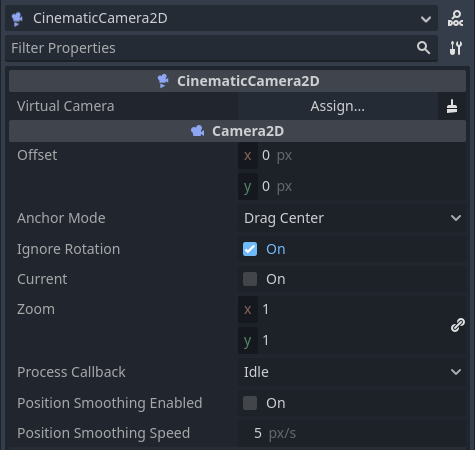 CinematicCamera2D
DOC
Filter Properties
CinematicCamera2D
Virtual Camera Assign...
Camera2D
Offset x 0 px
y 0 px
Anchor Mode Drag Center
Ignore Rotation On
Current On
Zoom x 1
y 1
Process Callback Idle
Position Smoothing Enabled On
Position Smoothing Speed 5 px/s